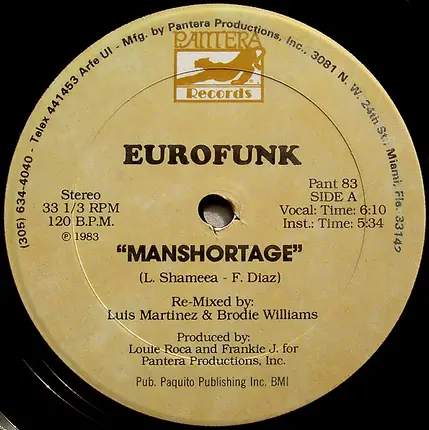 (305) 634-4040 - Telex 441453 Arfe UI - Mfg. by Pantera Productions, Inc., 3081 N. W. 24th St., Miami, Fla. 33142
PANTERA
Records
EUROFUNK
Stereo
33 1/3 RPM
120 B.P.M.
℗ 1983
Pant 83
SIDE A
Vocal: Time: 6:10
Inst.: Time: 5:34
"MANSHORTAGE"
(L. Shameea - F. Diaz)
Re-Mixed by:
Luis Martinez & Brodie Williams
Produced by:
Louie Roca and Frankie J. for
Pantera Productions, Inc.
Pub. Paquito Publishing Inc. BMI